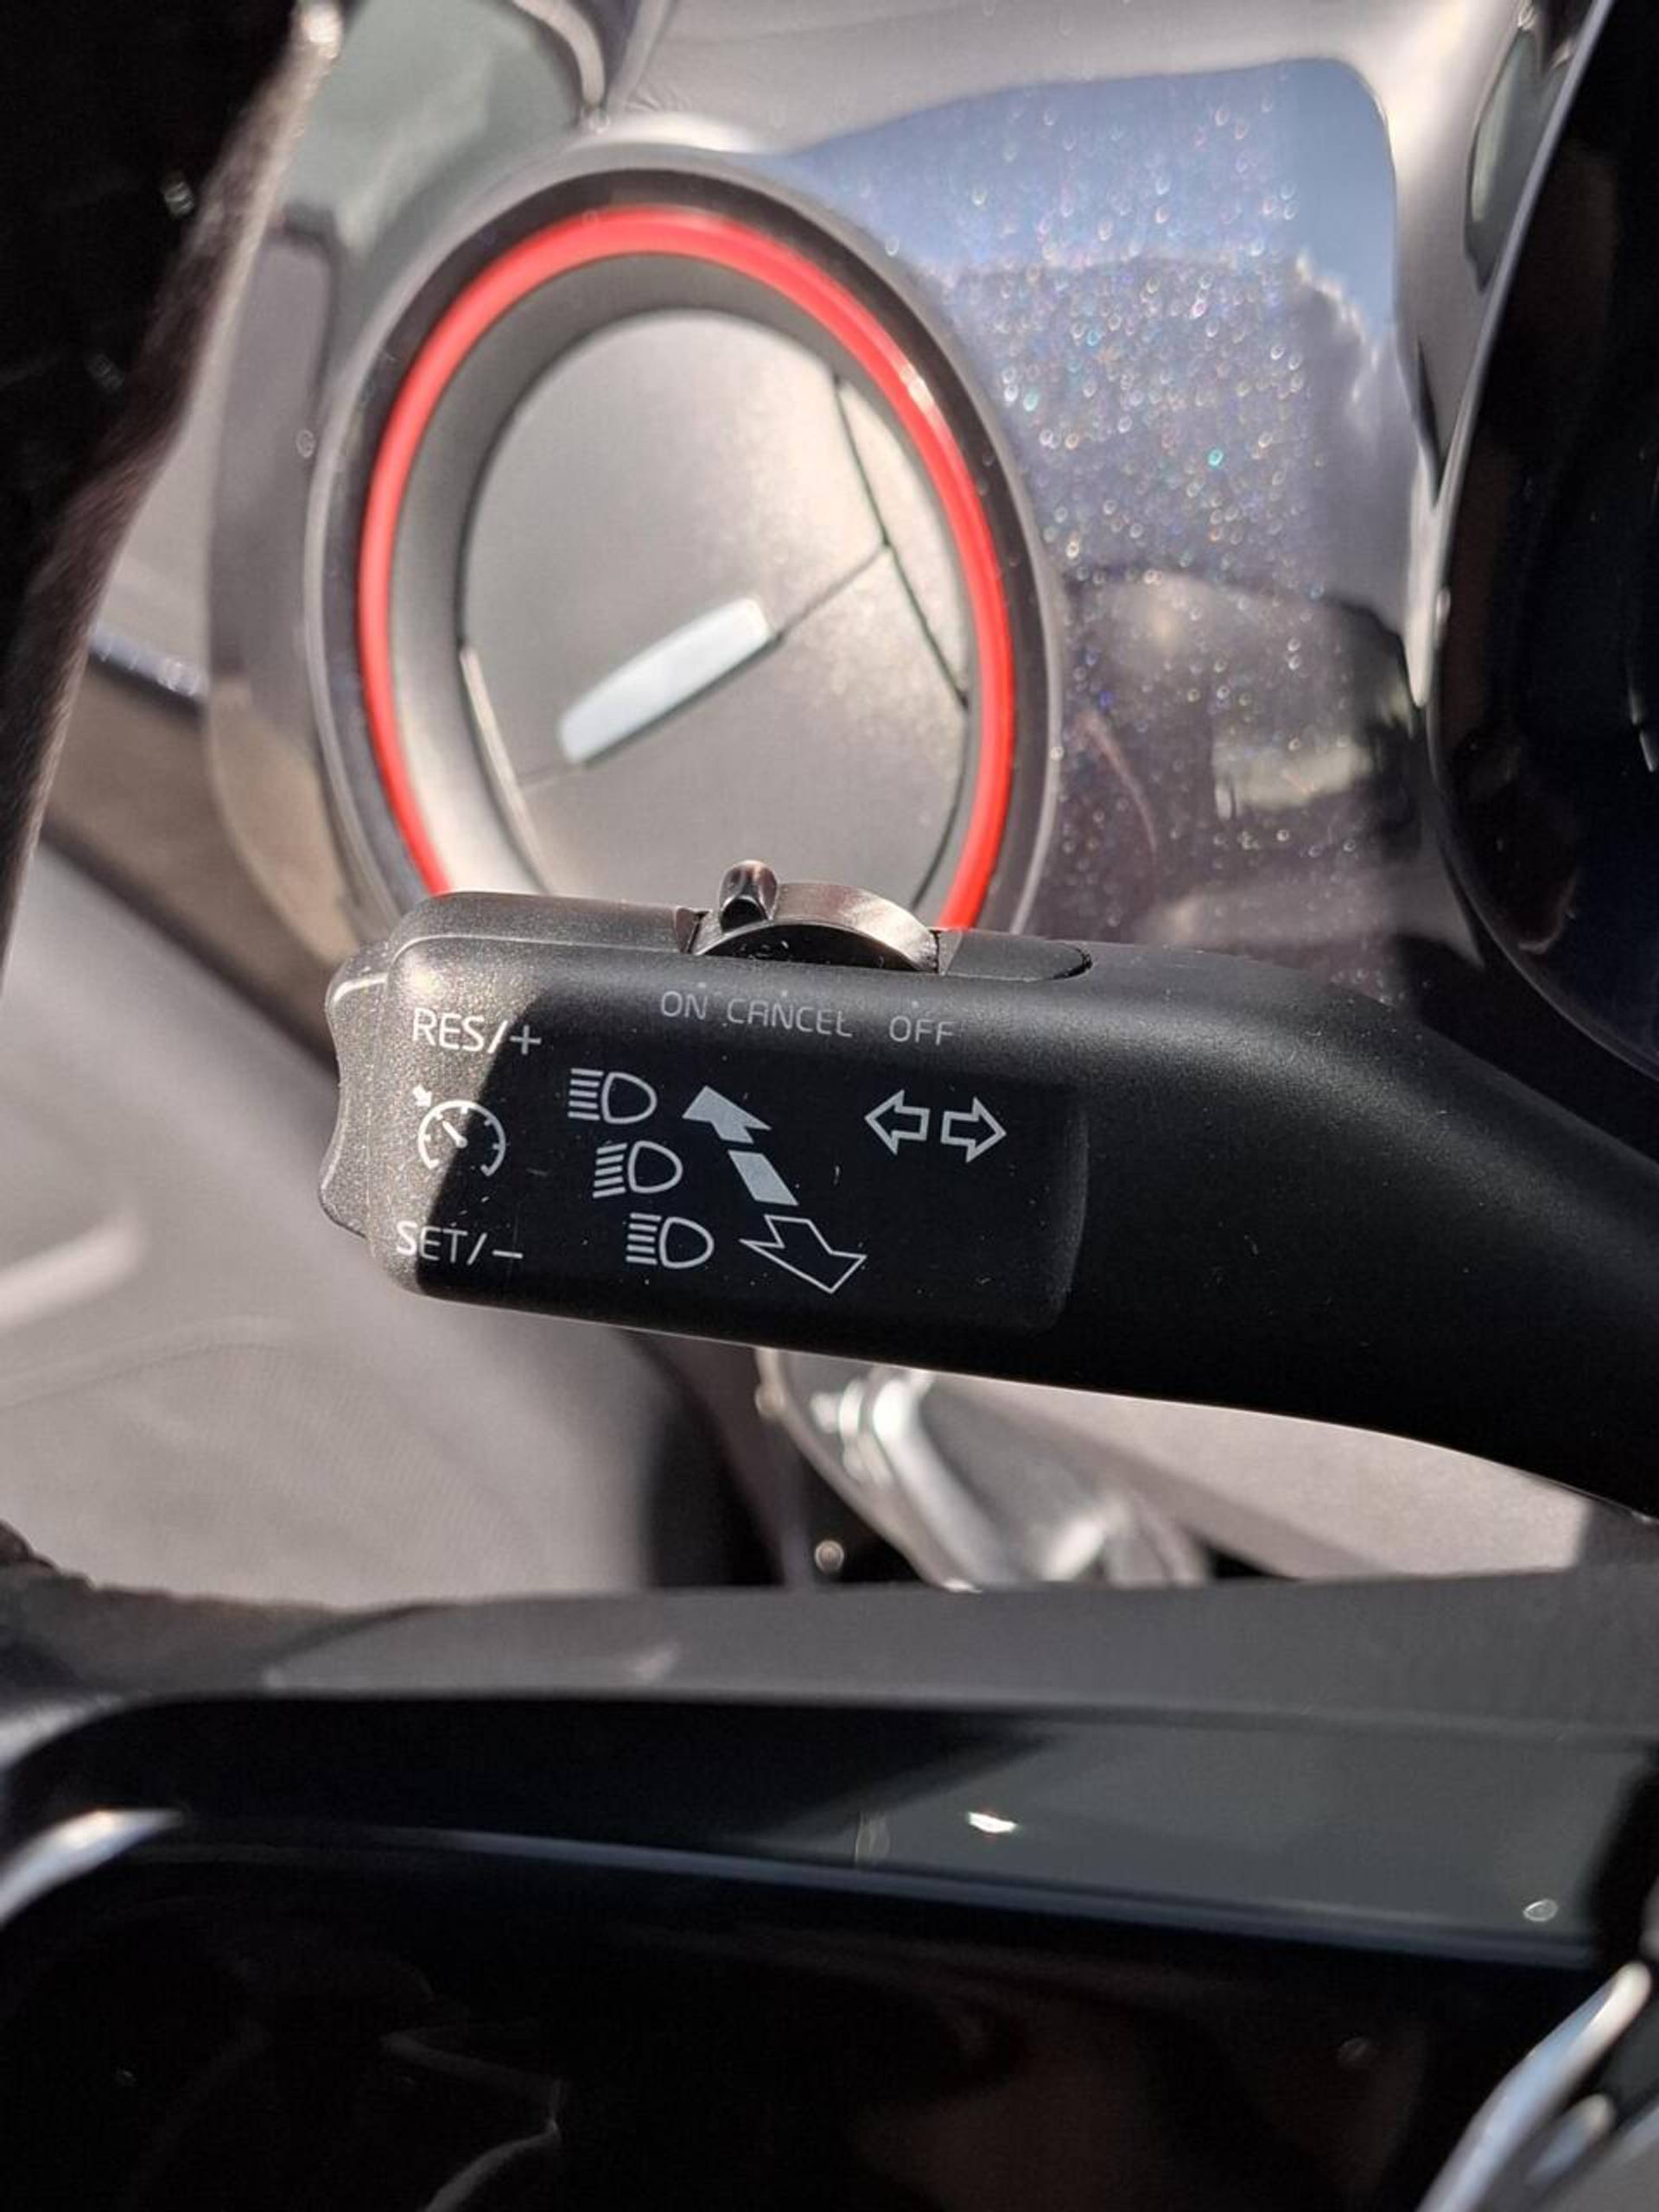 ON CANCEL OFF
RES/+
SET/−